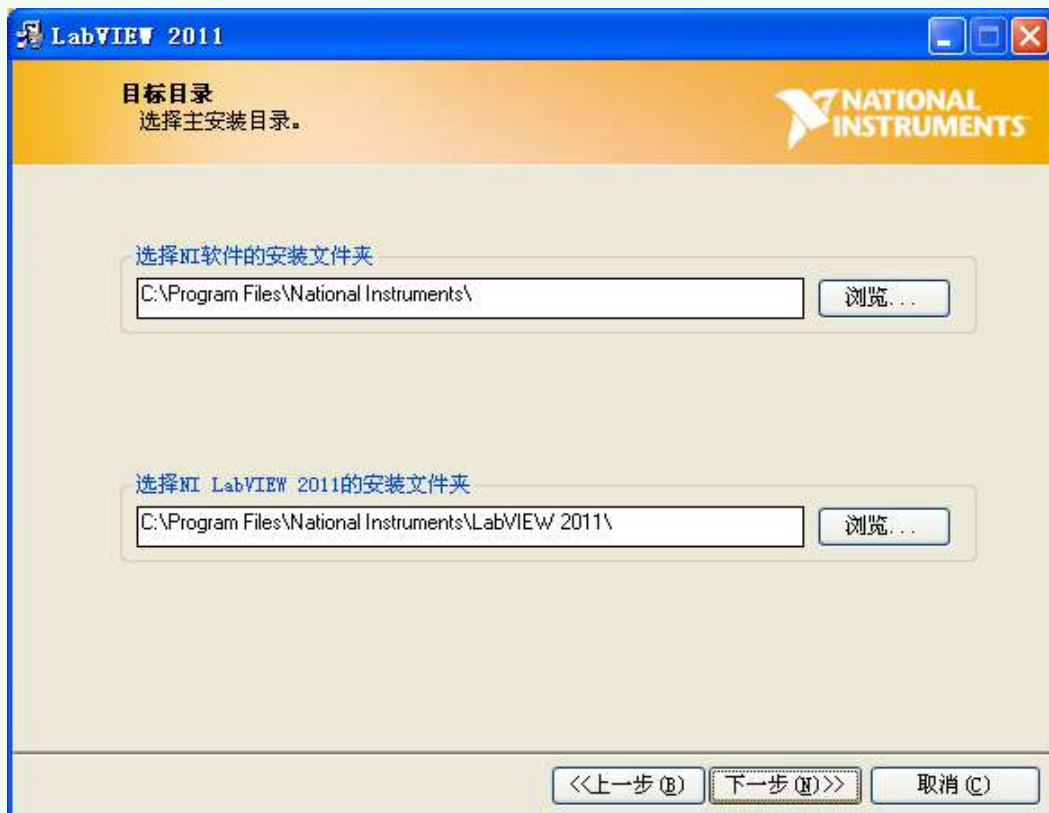 LabVIEW 2011
目标目录
选择主安装目录。
NATIONAL
INSTRUMENTS
选择NI软件的安装文件夹
C:\Program Files\National Instruments\
浏览...
选择NI LabVIEW 2011的安装文件夹
C:\Program Files\National Instruments\LabVIEW 2011\
浏览...
<<上一步(B)
下一步(N)>>
取消(C)